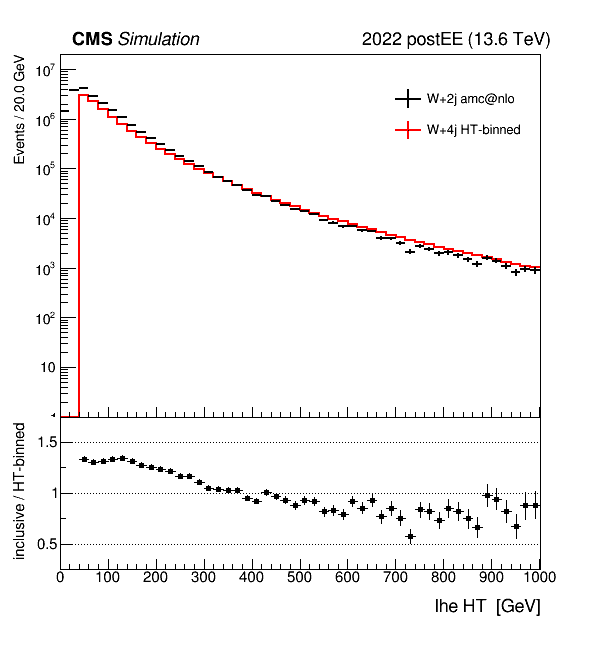 CMS Simulation 2022 postEE (13.6 TeV)
Events / 20.0 GeV
10^7
10^6
10^5
10^4
10^3
10^2
10
W+2j amc@nlo
W+4j HT-binned
inclusive / HT-binned
1.5
1
0.5
0 100 200 300 400 500 600 700 800 900 1000
lhe HT [GeV]